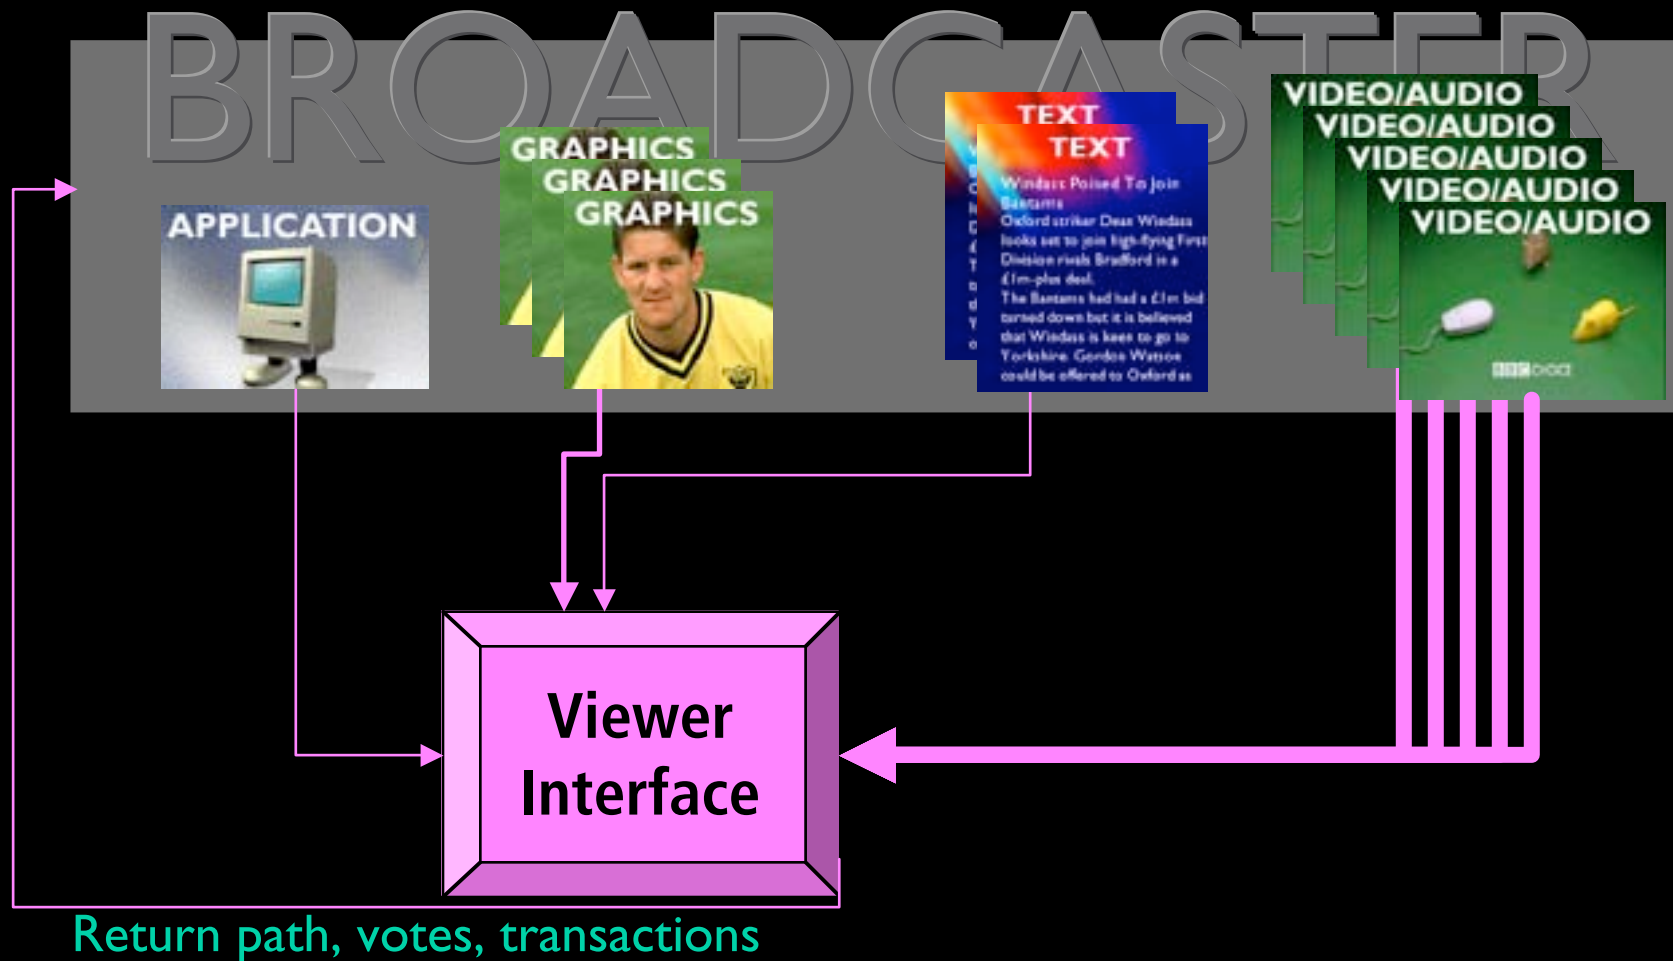 BROADCASTER
APPLICATION
GRAPHICS
GRAPHICS
GRAPHICS
TEXT
TEXT
Windass Poised To Join
Bantams
Oxford striker Dean Windass
looks set to join high-flying First
Division rivals Bradford in a
£1m-plus deal.
The Bantams had had a £1m bid
turned down but it is believed
that Windass is keen to go to
Yorkshire. Gordon Watson
could be offered to Oxford as
VIDEO/AUDIO
VIDEO/AUDIO
VIDEO/AUDIO
VIDEO/AUDIO
VIDEO/AUDIO
BBC
Viewer
Interface
Return path, votes, transactions